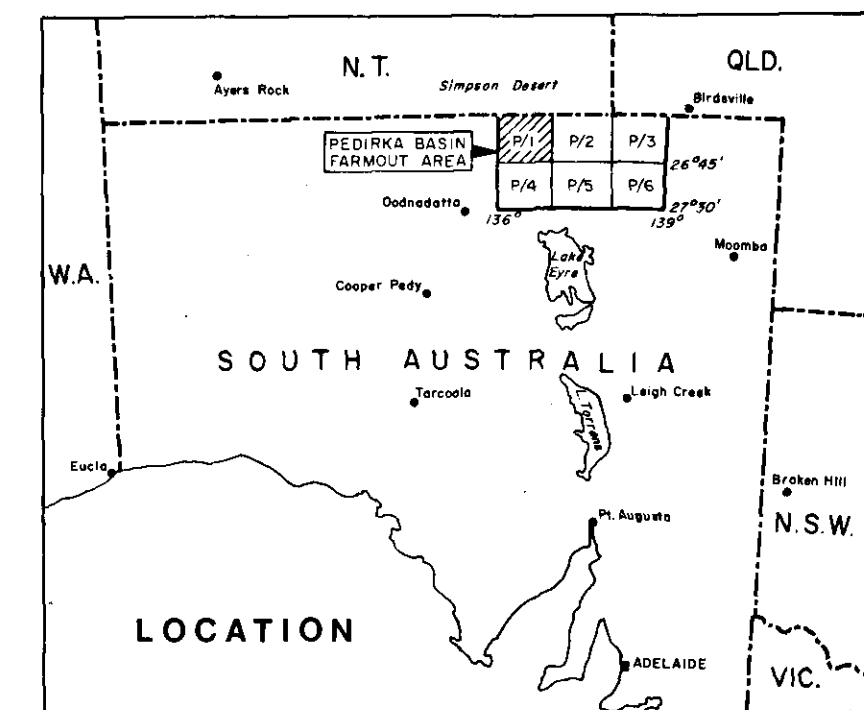 N.T.
QLD.
Ayers Rock
Simpson Desert
Birdsville
PEDIRKA BASIN
FARMOUT AREA
P/1
P/2
P/3
26°45'
P/4
P/5
P/6
27°30'
136°
139°
Oodnadatta
Moomba
Lake
Eyre
W.A.
Cooper Pedy
SOUTH AUSTRALIA
Tarcoola
L. Torrens
Leigh Creek
Eucla
Broken Hill
Pt. Augusta
N.S.W.
LOCATION
ADELAIDE
VIC.